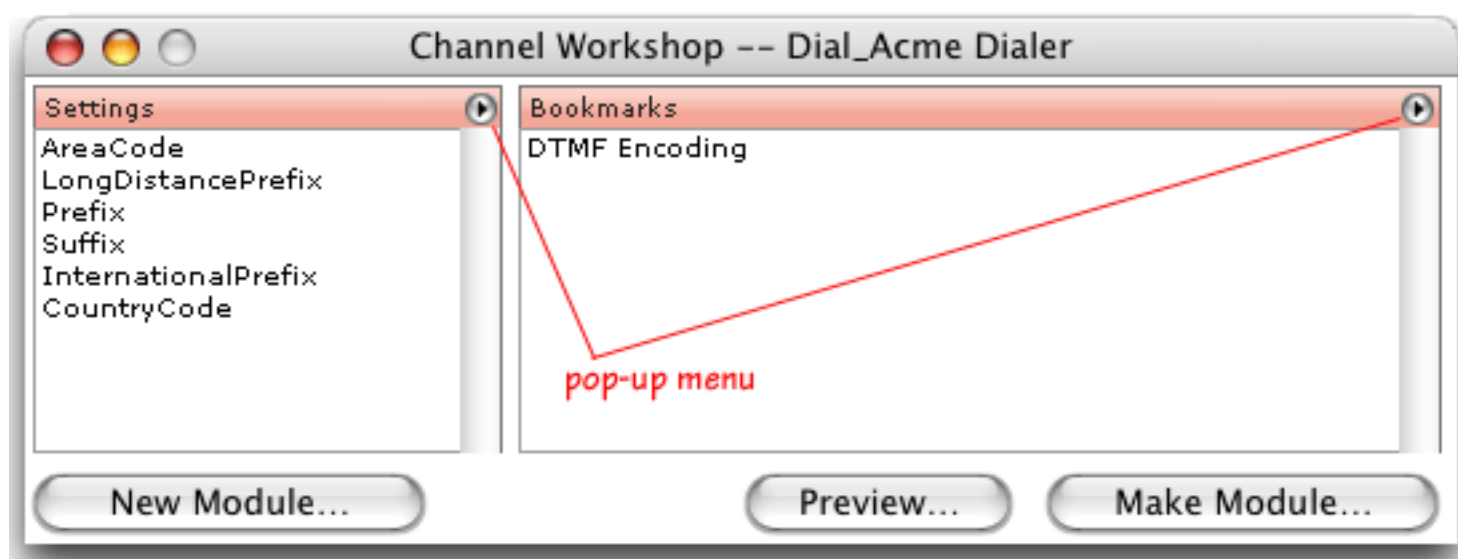 Channel Workshop -- Dial_Acme Dialer
Settings
AreaCode
LongDistancePrefix
Prefix
Suffix
InternationalPrefix
CountryCode
Bookmarks
DTMF Encoding
pop-up menu
New Module...
Preview...
Make Module...